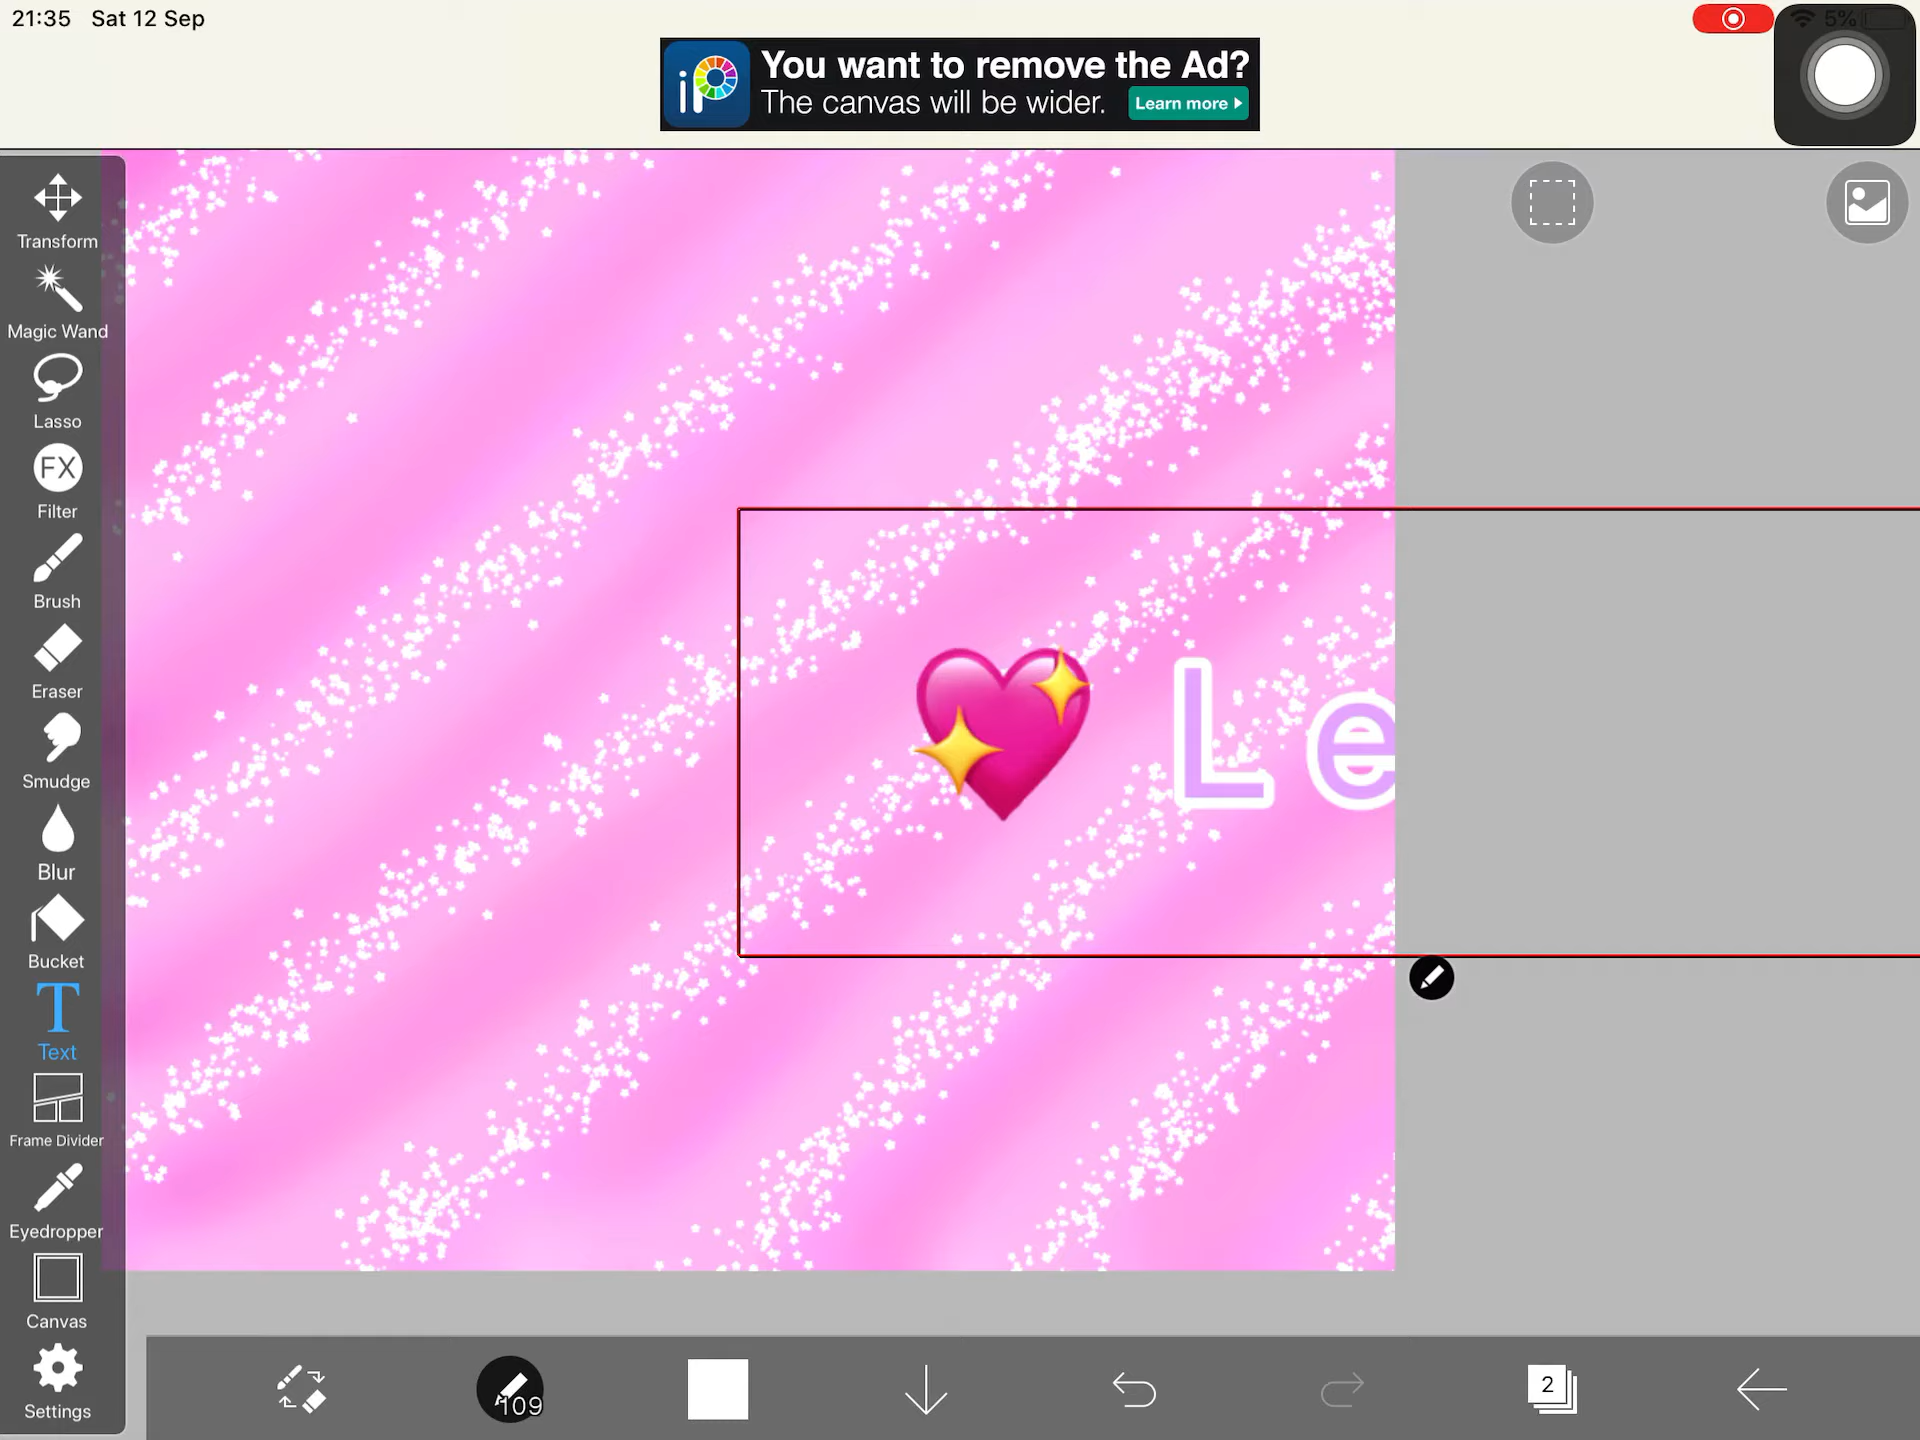 21:35 Sat 12 Sep
5%
You want to remove the Ad?
The canvas will be wider.
Learn more
iP
Transform
Magic Wand
Lasso
FX
Filter
Brush
Eraser
Smudge
Blur
Bucket
T
Text
Frame Divider
Eyedropper
Canvas
Settings
Le
109
2